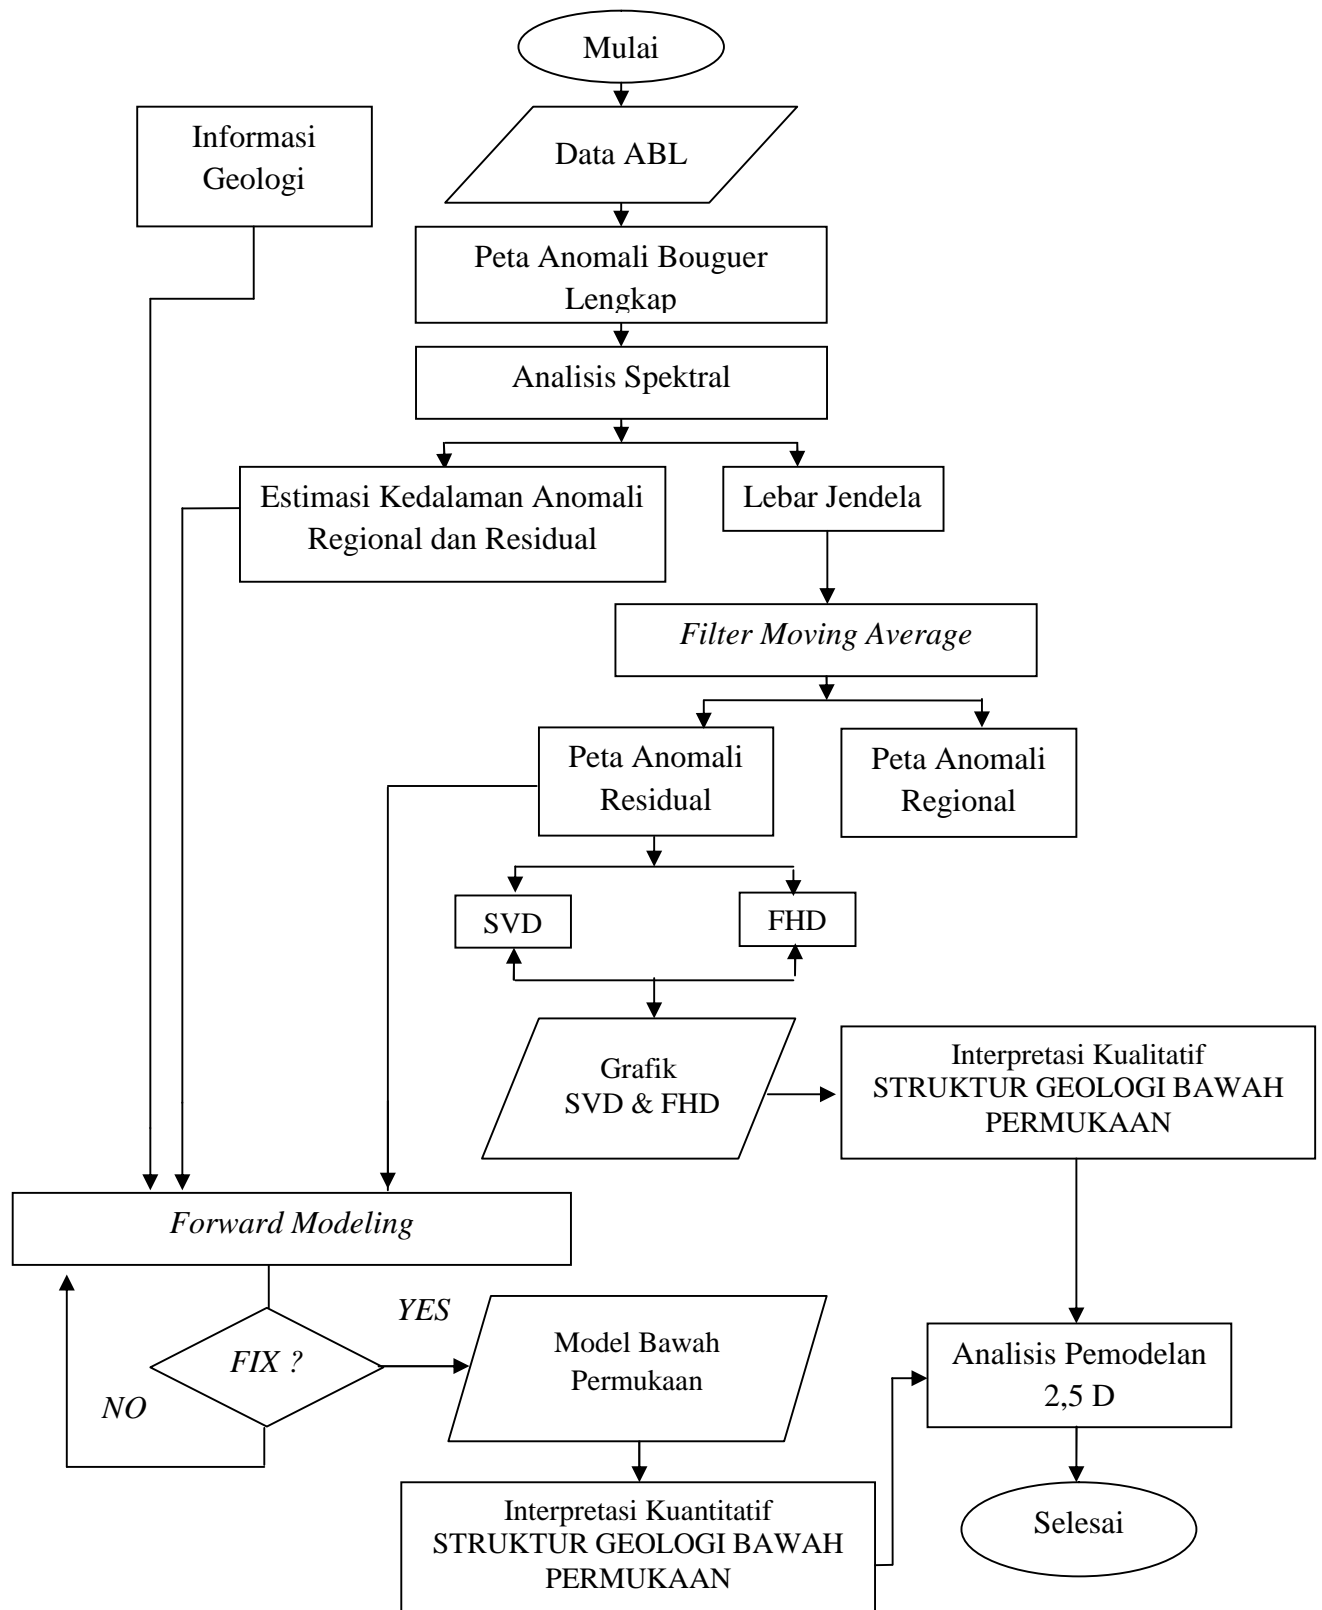 Mulai
Informasi
Geologi
Data ABL
Peta Anomali Bouguer
Lengkap
Analisis Spektral
Estimasi Kedalaman Anomali
Regional dan Residual
Lebar Jendela
Filter Moving Average
Peta Anomali
Residual
Peta Anomali
Regional
SVD
FHD
Grafik
SVD & FHD
Interpretasi Kualitatif
STRUKTUR GEOLOGI BAWAH
PERMUKAAN
Forward Modeling
YES
FIX ?
NO
Model Bawah
Permukaan
Analisis Pemodelan
2,5 D
Interpretasi Kuantitatif
STRUKTUR GEOLOGI BAWAH
PERMUKAAN
Selesai